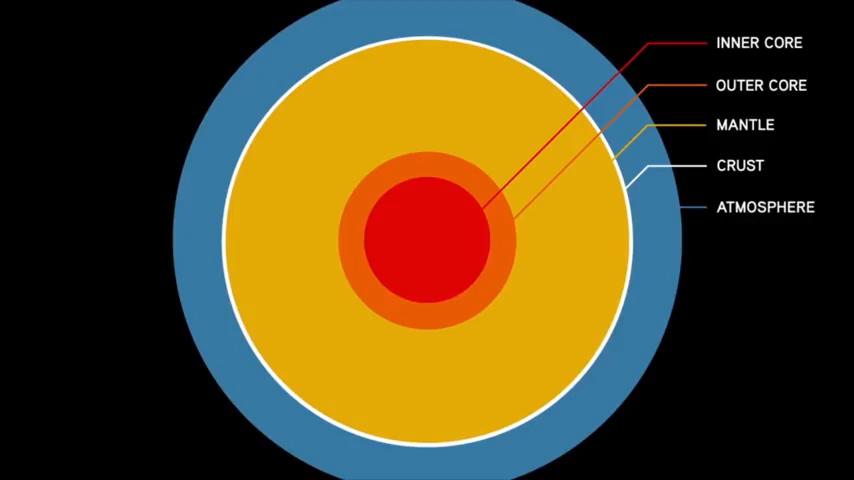 INNER CORE
OUTER CORE
MANTLE
CRUST
ATMOSPHERE